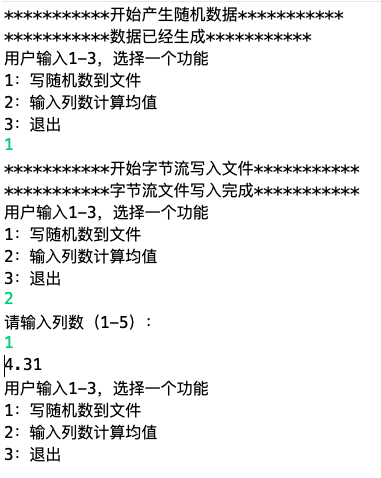 ***********开始产生随机数据***********
***********数据已经生成***********
用户输入1-3，选择一个功能
1：写随机数到文件
2：输入列数计算均值
3：退出
1
***********开始字节流写入文件***********
***********字节流文件写入完成***********
用户输入1-3，选择一个功能
1：写随机数到文件
2：输入列数计算均值
3：退出
2
请输入列数（1-5）：
1
4.31
用户输入1-3，选择一个功能
1：写随机数到文件
2：输入列数计算均值
3：退出